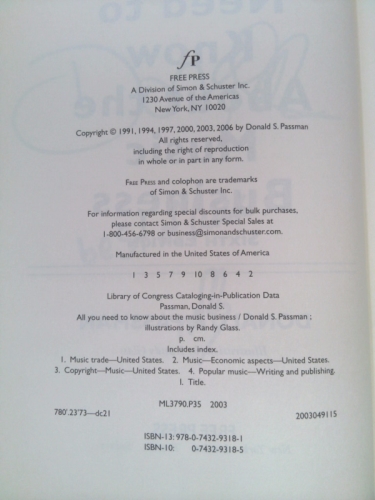 fP
FREE PRESS
A Division of Simon & Schuster Inc.
1230 Avenue of the Americas
New York, NY 10020
Copyright © 1991, 1994, 1997, 2000, 2003, 2006 by Donald S. Passman
All rights reserved,
including the right of reproduction
in whole or in part in any form.
FREE PRESS and colophon are trademarks
of Simon & Schuster Inc.
For information regarding special discounts for bulk purchases,
please contact Simon & Schuster Special Sales at
1-800-456-6798 or business@simonandschuster.com
Manufactured in the United States of America
1 3 5 7 9 10 8 6 4 2
Library of Congress Cataloging-in-Publication Data
Passman, Donald S.
All you need to know about the music business / Donald S. Passman ;
illustrations by Randy Glass.
p. cm.
Includes index.
1. Music trade—United States. 2. Music—Economic aspects—United States.
3. Copyright—Music—United States. 4. Popular music—Writing and publishing.
I. Title.
ML3790.P35 2003
780'.23'73—dc21 2003049115
ISBN-13: 978-0-7432-9318-1
ISBN-10: 0-7432-9318-5